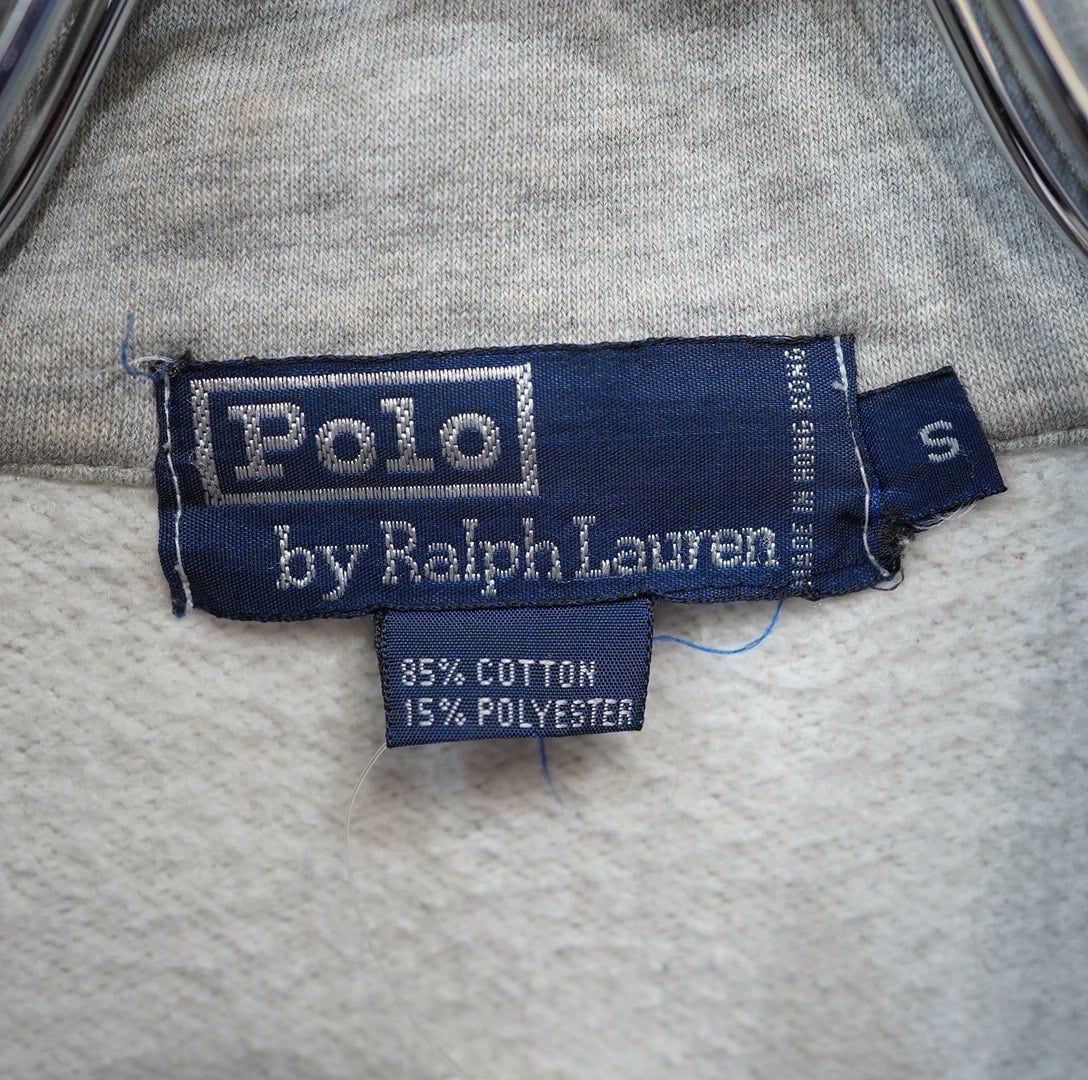 Polo
by Ralph Lauren
MADE IN HONG KONG
S
85% COTTON
15% POLYESTER